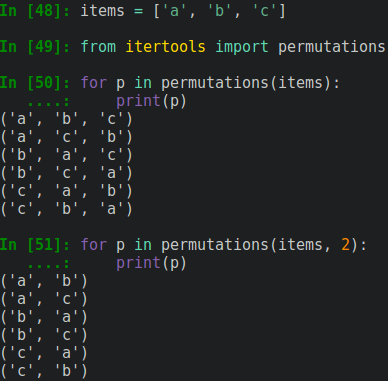 In [48]: items = ['a', 'b', 'c']
In [49]: from itertools import permutations
In [50]: for p in permutations(items):
   ....:     print(p)
('a', 'b', 'c')
('a', 'c', 'b')
('b', 'a', 'c')
('b', 'c', 'a')
('c', 'a', 'b')
('c', 'b', 'a')
In [51]: for p in permutations(items, 2):
   ....:     print(p)
('a', 'b')
('a', 'c')
('b', 'a')
('b', 'c')
('c', 'a')
('c', 'b')